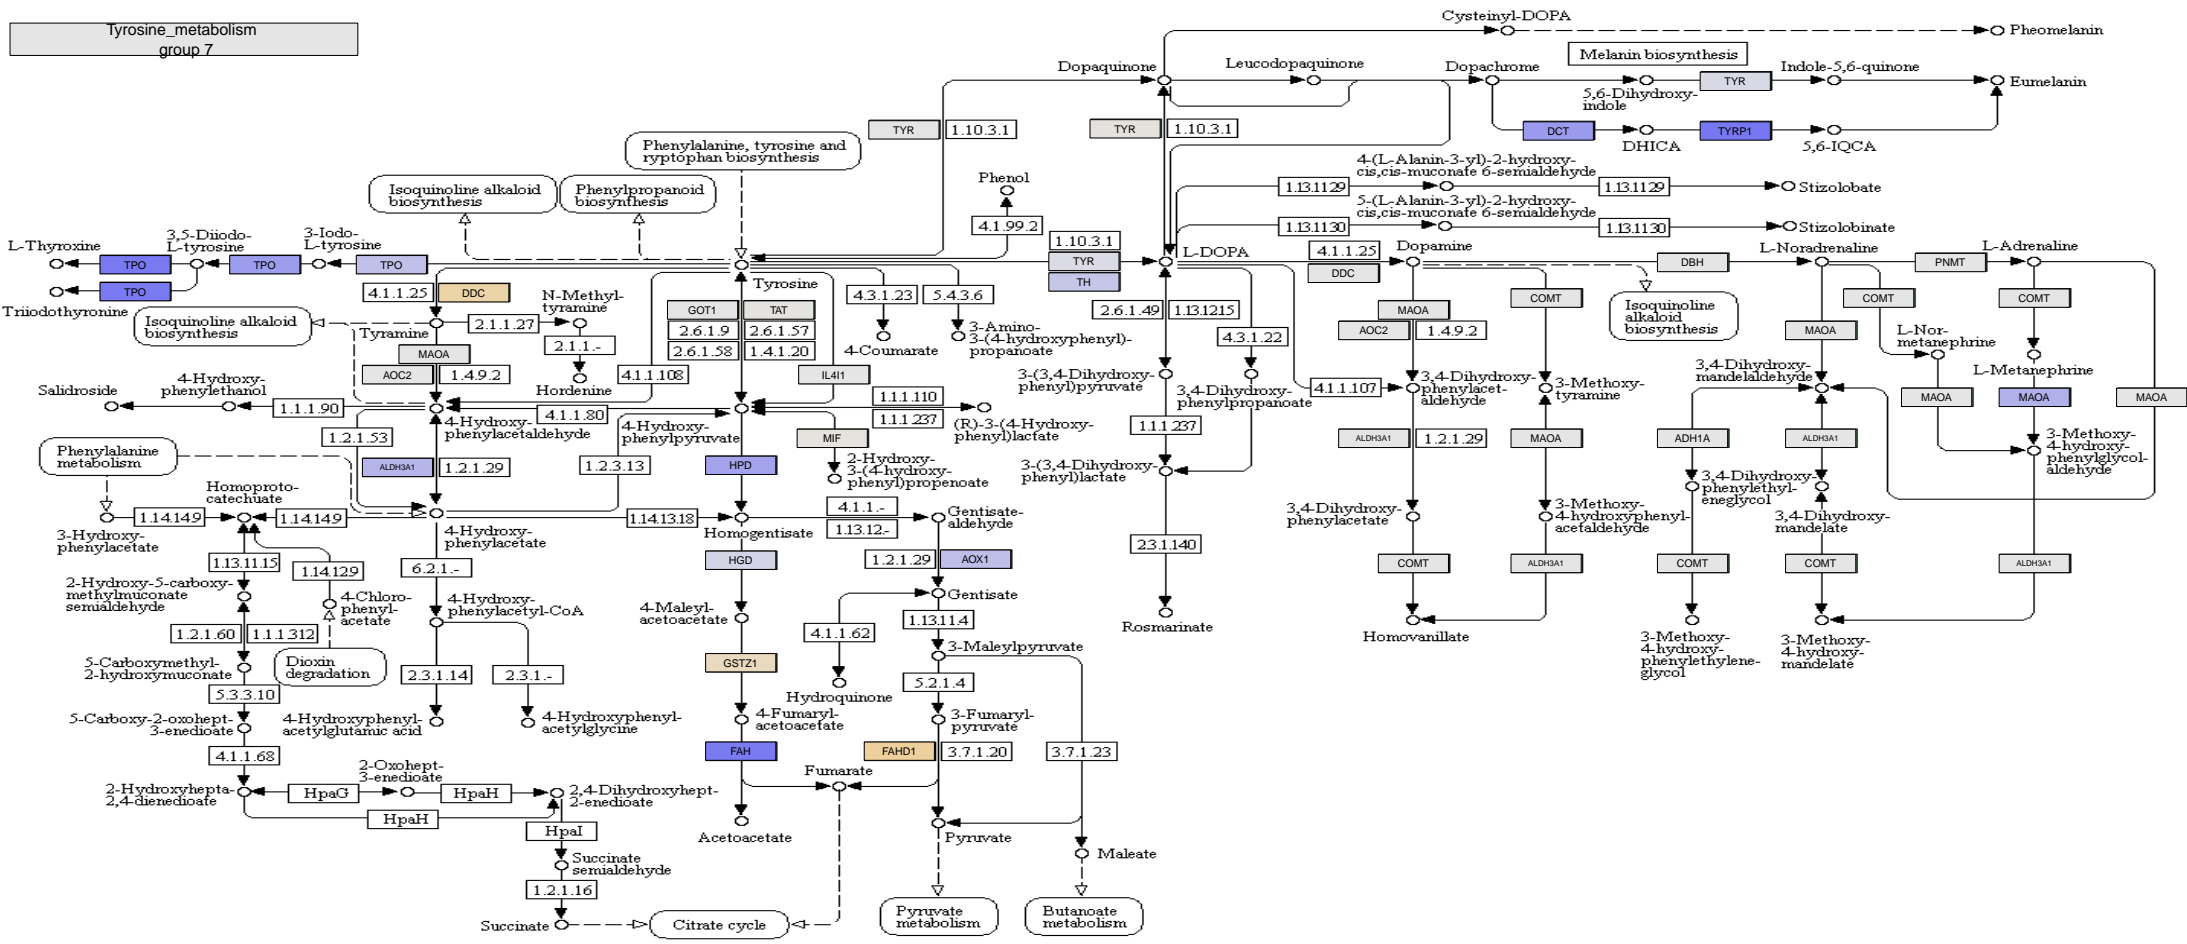 Tyrosine_metabolism
group 7
Cysteinyl-DOPA
Pheomelanin
Melanin biosynthesis
Dopaquinone
Leucodopaquinone
Dopachrome
TYR
Indole-5,6-quinone
Eumelanin
5,6-Dihydroxy-
indole
TYR
1.10.3.1
TYR
1.10.3.1
DCT
DHICA
TYRP1
5,6-IQCA
Phenylalanine, tyrosine and
ryptophan biosynthesis
Isoquinoline alkaloid
biosynthesis
Phenylpropanoid
biosynfhesis
Phenol
4.1.99.2
4-(L-Alanin-3-yl)-2-hydroxy-
cis,cis-muconate 6-semialdehyde
1.13.1129
1.13.1129
Stizolobate
5-(L-Alanin-3-yl)-2-hydroxy-
cis,cis-muconafe 6-semialdehyde
1.13.1130
1.13.1130
Stizolobinate
L-Thyroxine
3,5-Diiodo-
L-tyrosine
3-Iodo-
L-tyrosine
TPO
TPO
TPO
TPO
Triiodothyronine
Tyrosine
1.10.3.1
TYR
TH
L-DOPA
4.1.1.25
DDC
Dopamine
DBH
L-Noradrenaline
PNMT
L-Adrenaline
4.1.1.25
DDC
N-Methyl-
tyramine
Isoquinoline alkaloid
biosynthesis
Tyramine
2.1.1.27
2.1.1.-
Hordenine
GOT1
TAT
2.6.1.9
2.6.1.57
2.6.1.58
1.4.1.20
4.3.1.23
5.4.3.6
4-Coumarate
3-Amino-
3-(4-hydroxyphenyl)-
propanoate
2.6.1.49
1.13.1215
4.3.1.22
MAOA
AOC2
1.4.9.2
COMT
Isoquinoline
alkaloid
biosynthesis
COMT
MAOA
COMT
L-Nor-
metanephrine
L-Metanephrine
MAOA
AOC2
1.4.9.2
4.1.1.108
IL4I1
Salidroside
4-Hydroxy-
phenylethanol
1.1.1.90
4-Hydroxy-
phenylacetaldehyde
4.1.1.80
4-Hydroxy-
phenylpyruvate
1.1.1.110
1.1.1.237
(R)-3-(4-Hydroxy-
phenyl)lactate
3-(3,4-Dihydroxy-
phenyl)pyruvate
3,4-Dihydroxy-
phenylpropanoate
4.1.1.107
3,4-Dihydroxy-
phenylacet-
aldehyde
3-Methoxy-
tyramine
3,4-Dihydroxy-
mandelaldehyde
MAOA
MAOA
MAOA
1.2.1.53
Phenylalanine
metabolism
ALDH3A1
1.2.1.29
1.2.3.13
HPD
MIF
2-Hydroxy-
3-(4-hydroxy-
phenyl)propenoate
1.1.1.237
3-(3,4-Dihydroxy-
phenyl)lactate
ALDH3A1
1.2.1.29
MAOA
ADH1A
ALDH3A1
3-Methoxy-
4-hydroxy-
phenylglycol-
aldehyde
3,4-Dihydroxy-
phenylethyl-
eneglycol
Homoproto-
catechuate
1.14.14.9
1.14.14.9
3-Hydroxy-
phenylacetate
4-Hydroxy-
phenylacetate
1.14.13.18
Homogentisate
4.1.1.-
1.13.12.-
Gentisate-
aldehyde
3,4-Dihydroxy-
phenylacetate
3-Methoxy-
4-hydroxyphenyl-
acetaldehyde
3,4-Dihydroxy-
mandelate
1.13.11.15
1.14.12.9
6.2.1.-
HGD
1.2.1.29
AOX1
2.3.1.140
COMT
ALDH3A1
COMT
COMT
ALDH3A1
2-Hydroxy-5-carboxy-
methylmuconate
semialdehyde
4-Chloro-
phenyl-
acetate
4-Hydroxy-
phenylacetyl-CoA
4-Maleyl-
acetoacetate
Gentisate
4.1.1.62
1.13.11.4
Rosmarinate
Homovanillate
3-Methoxy-
4-hydroxy-
phenylethylene-
glycol
3-Methoxy-
4-hydroxy-
mandelate
1.2.1.60
1.1.1.312
Dioxin
degradation
5-Carboxymethyl-
2-hydroxymuconate
2.3.1.14
2.3.1.-
GSTZ1
3-Maleylpyruvate
Hydroquinone
5.2.1.4
5.3.3.10
5-Carboxy-2-oxohept-
3-enedioate
4-Hydroxyphenyl-
acetylglutamic acid
4-Hydroxyphenyl-
acetylglycine
4-Fumaryl-
acetoacefate
3-Fumaryl-
pyruvate
4.1.1.68
FAH
FAHD1
3.7.1.20
3.7.1.23
Fumarate
2-Hydroxyhepta-
2,4-dienedioafe
2-Oxohept-
3-enedioate
HpaG
HpaH
2,4-Dihydroxyhept-
2-enedioate
HpaH
HpaI
Acetoacetate
Pyruvate
Maleate
Succinate
semialdehyde
1.2.1.16
Succinate
Citrate cycle
Pyruvate
metabolism
Butanoate
metabolism